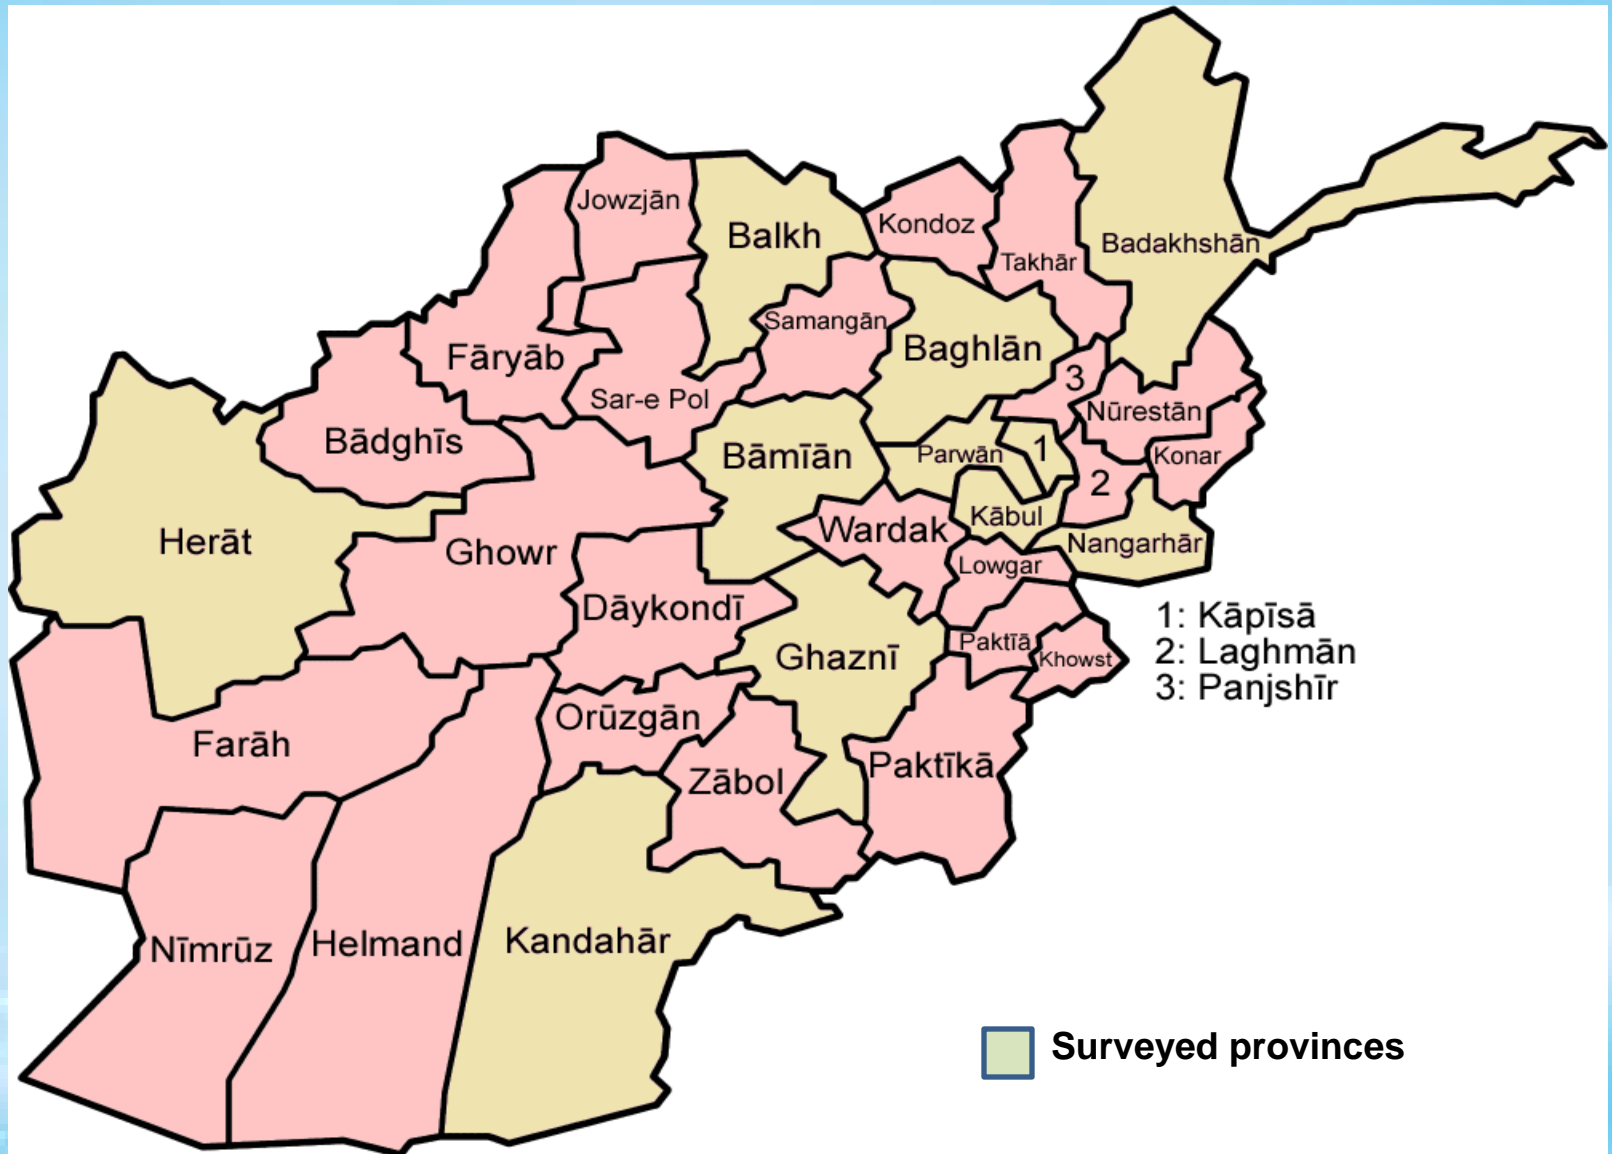 Jowzjān
Balkh
Kondoz
Takhār
Badakhshān
Samangān
Fāryāb
Baghlān
3
Sar-e Pol
Nūrestān
Bādghīs
Bāmīān
Parwān
1
Konar
2
Herāt
Ghowr
Wardak
Kābul
Nangarhār
Lowgar
Dāykondī
1: Kāpīsā
Ghaznī
Paktīā
Khowst
2: Laghmān
3: Panjshīr
Orūzgān
Farāh
Zābol
Paktīkā
Nīmrūz
Helmand
Kandahār
Surveyed provinces